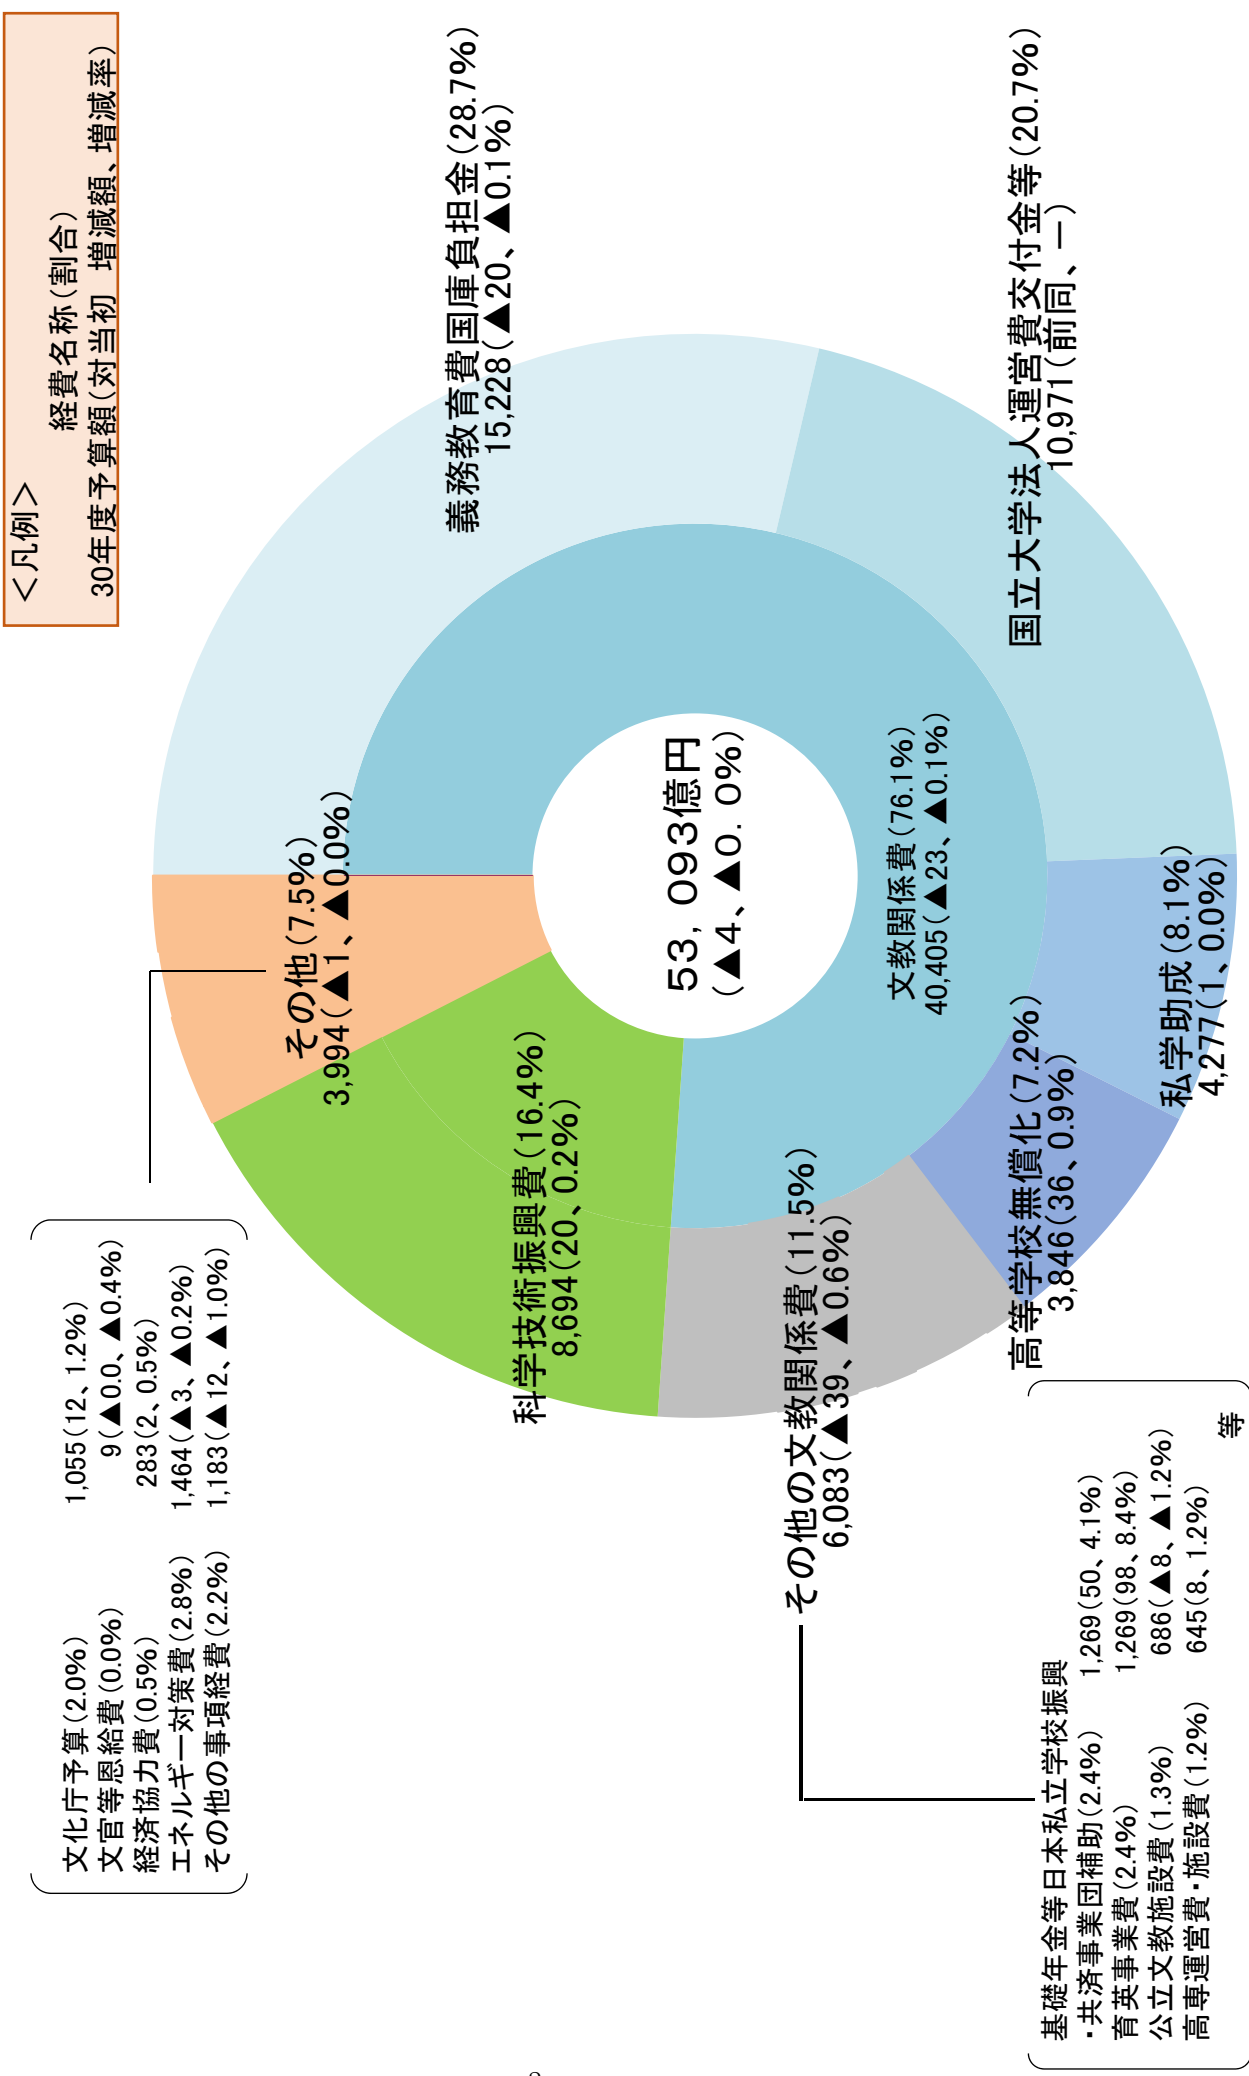 <凡例>
経費名称(割合)
30年度予算額(対当初 増減額、増減率)
義務教育費国庫負担金(28.7%)
15,228(▲20、▲0.1%)
国立大学法人運営費交付金等(20.7%)
10,971(前同、－)
私学助成(8.1%)
4,277(1、0.0%)
高等学校無償化(7.2%)
3,846(36、0.9%)
その他の文教関係費(11.5%)
6,083(▲39、▲0.6%)
科学技術振興費(16.4%)
8,694(20、0.2%)
その他(7.5%)
3,994(▲1、▲0.0%)
53，093億円
(▲4、▲0．0%)
文教関係費(76.1%)
40,405(▲23、▲0.1%)
文化庁予算(2.0%) 1,055(12、1.2%)
文官等恩給費(0.0%) 9(▲0.0、▲0.4%)
経済協力費(0.5%) 283(2、0.5%)
エネルギー対策費(2.8%) 1,464(▲3、▲0.2%)
その他の事項経費(2.2%) 1,183(▲12、▲1.0%)
基礎年金等日本私立学校振興
・共済事業団補助(2.4%) 1,269(50、4.1%)
育英事業費(2.4%) 1,269(98、8.4%)
公立文教施設費(1.3%) 686(▲8、▲1.2%)
高専運営費・施設費(1.2%) 645(8、1.2%)
等